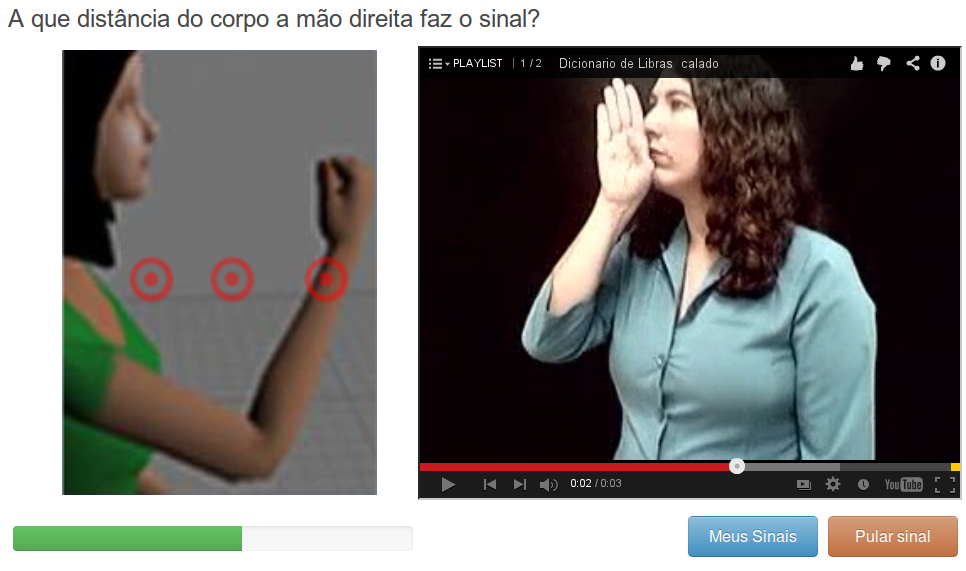 A que distância do corpo a mão direita faz o sinal?
PLAYLIST | 1 / 2 Dicionario de Libras calado
0:02 / 0:03
YouTube
Meus Sinais
Pular sinal